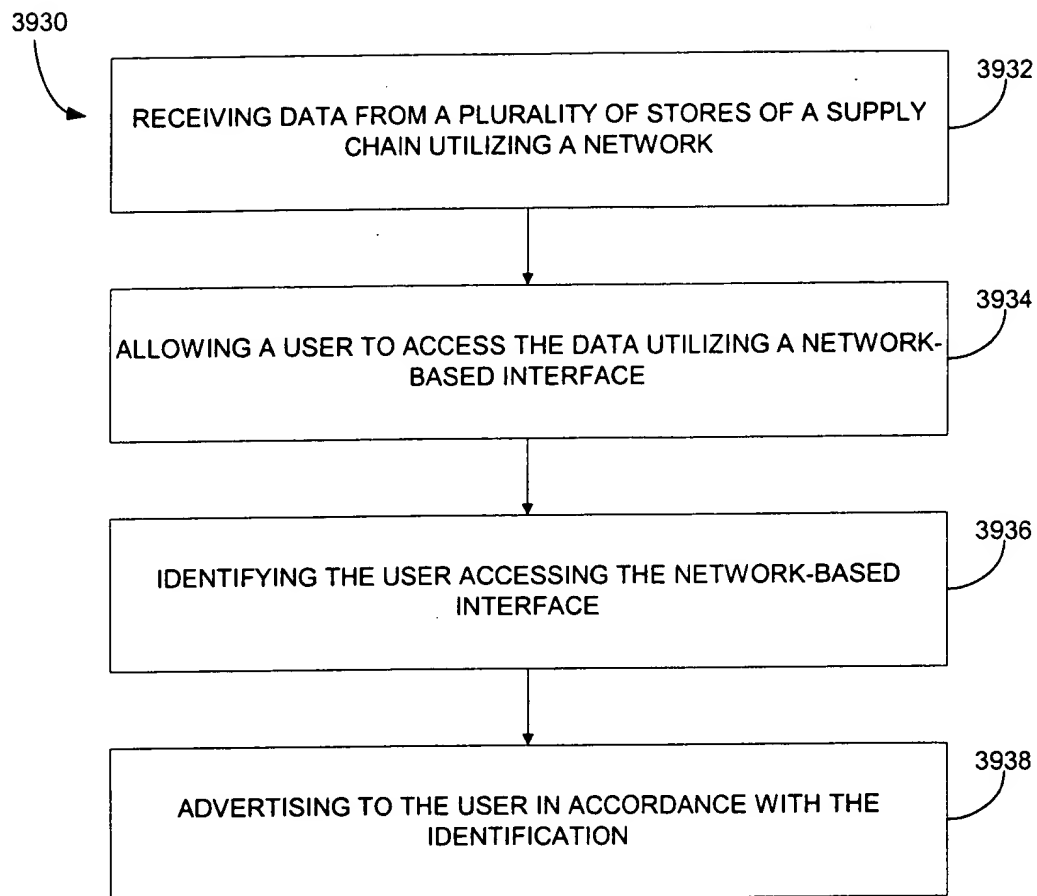 3930
3932
RECEIVING DATA FROM A PLURALITY OF STORES OF A SUPPLY
CHAIN UTILIZING A NETWORK
3934
ALLOWING A USER TO ACCESS THE DATA UTILIZING A NETWORK-
BASED INTERFACE
3936
IDENTIFYING THE USER ACCESSING THE NETWORK-BASED
INTERFACE
3938
ADVERTISING TO THE USER IN ACCORDANCE WITH THE
IDENTIFICATION